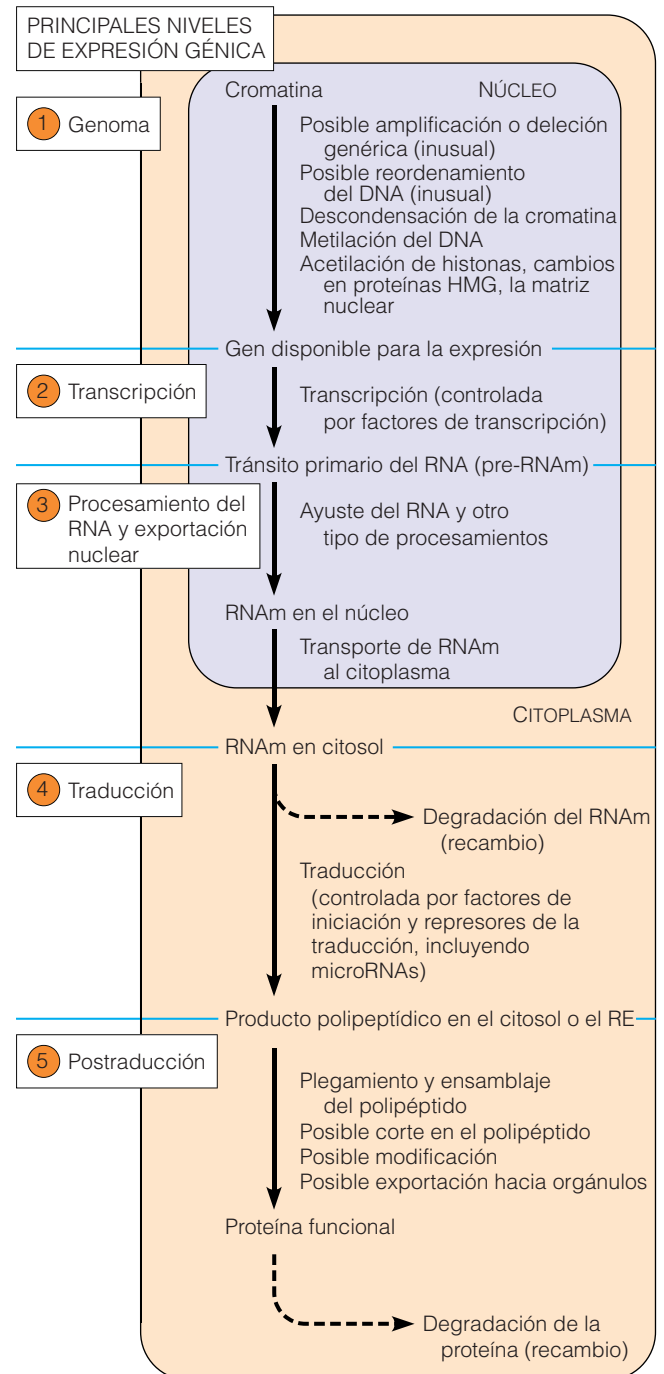 PRINCIPALES NIVELES
DE EXPRESIÓN GÉNICA
Cromatina
NÚCLEO
1 Genoma
Posible amplificación o deleción
genérica (inusual)
Posible reordenamiento
del DNA (inusual)
Descondensación de la cromatina
Metilación del DNA
Acetilación de histonas, cambios
en proteínas HMG, la matriz
nuclear
Gen disponible para la expresión
2 Transcripción
Transcripción (controlada
por factores de transcripción)
Tránsito primario del RNA (pre-RNAm)
3 Procesamiento del
RNA y exportación
nuclear
Ayuste del RNA y otro
tipo de procesamientos
RNAm en el núcleo
Transporte de RNAm
al citoplasma
CITOPLASMA
RNAm en citosol
4 Traducción
Degradación del RNAm
(recambio)
Traducción
(controlada por factores de
iniciación y represores de la
traducción, incluyendo
microRNAs)
Producto polipeptídico en el citosol o el RE
5 Postraducción
Plegamiento y ensamblaje
del polipéptido
Posible corte en el polipéptido
Posible modificación
Posible exportación hacia orgánulos
Proteína funcional
Degradación de la
proteína (recambio)